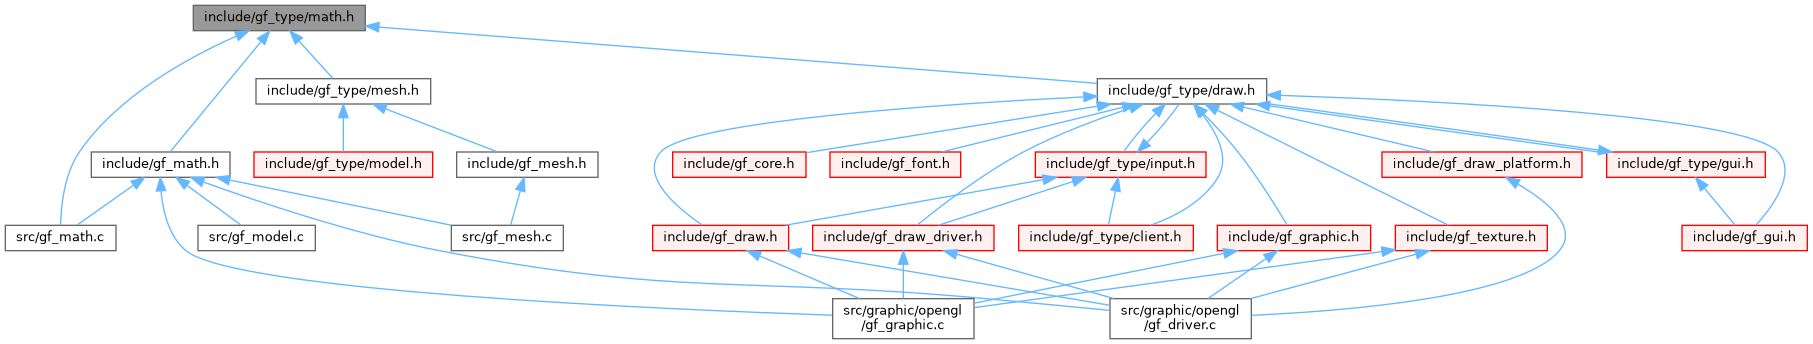 include/gf_type/math.h
include/gf_type/mesh.h
include/gf_type/draw.h
include/gf_math.h
include/gf_type/model.h
include/gf_mesh.h
include/gf_core.h
include/gf_font.h
include/gf_type/input.h
include/gf_draw_platform.h
include/gf_type/gui.h
src/gf_math.c
src/gf_model.c
src/gf_mesh.c
include/gf_draw.h
include/gf_draw_driver.h
include/gf_type/client.h
include/gf_graphic.h
include/gf_texture.h
include/gf_gui.h
src/graphic/opengl
/gf_graphic.c
src/graphic/opengl
/gf_driver.c